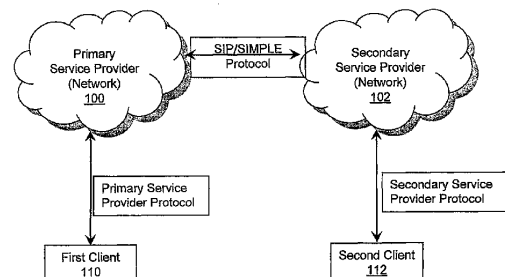 Primary
Service Provider
(Network)
100
SIP/SIMPLE
Protocol
Secondary
Service Provider
(Network)
102
Primary Service
Provider Protocol
Secondary Service
Provider Protocol
First Client
110
Second Client
112